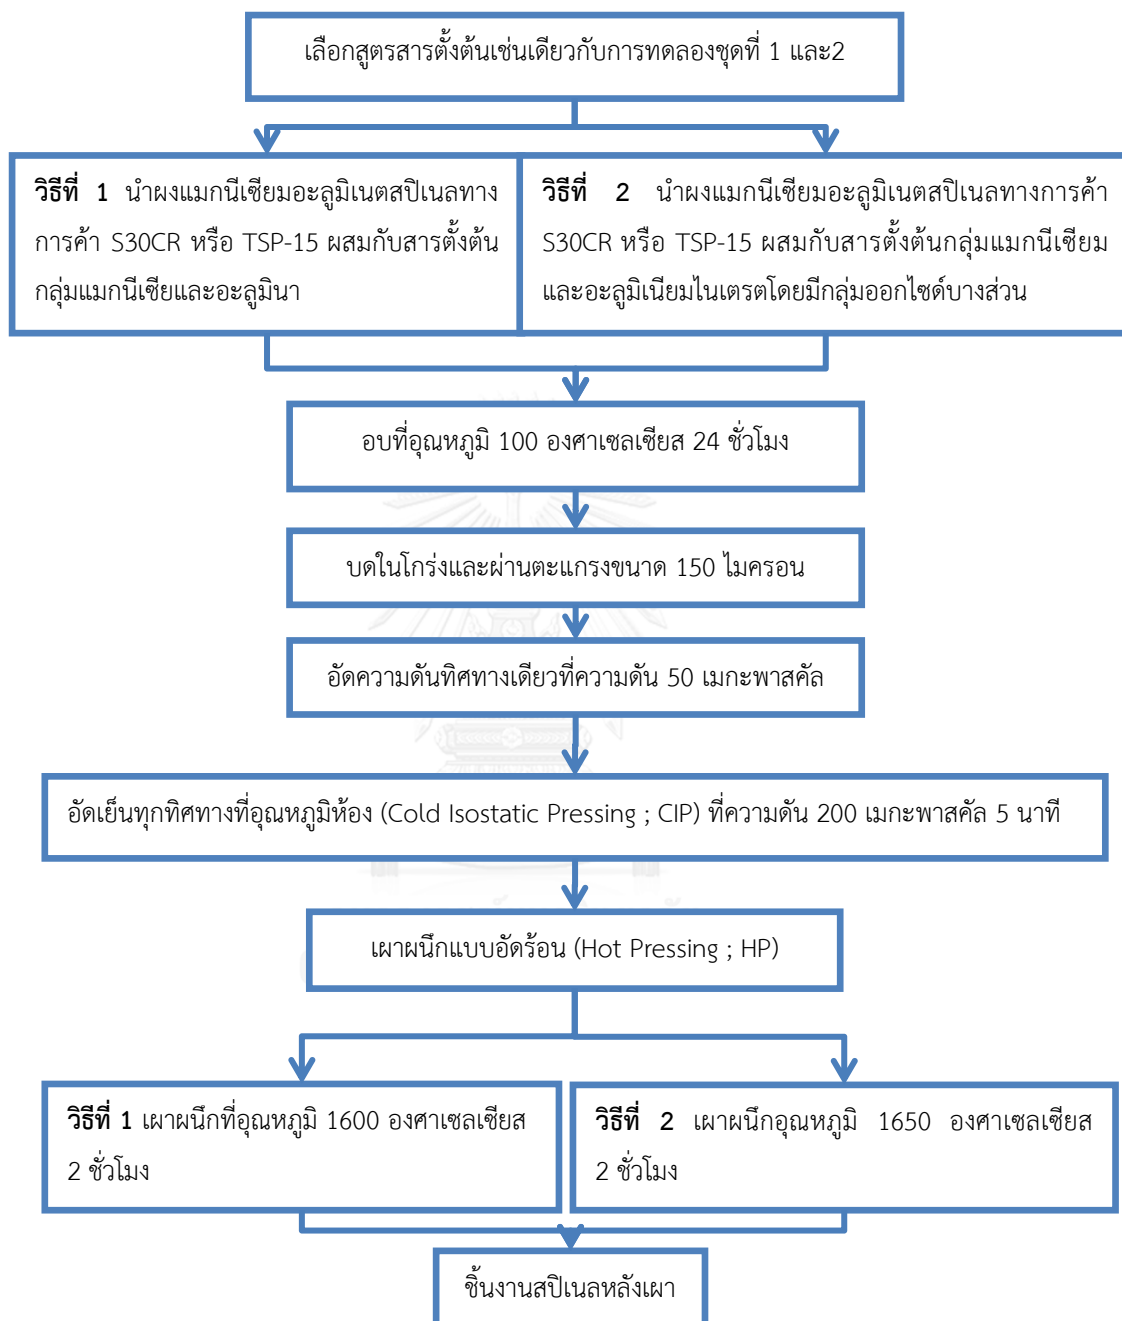 เลือกสูตรสารตั้งต้นเช่นเดียวกับการทดลองชุดที่ 1 และ2
วิธีที่ 1 นำผงแมกนีเซียมอะลูมิเนตสปิเนลทาง
การค้า S30CR หรือ TSP-15 ผสมกับสารตั้งต้น
กลุ่มแมกนีเซียและอะลูมินา
วิธีที่ 2 นำผงแมกนีเซียมอะลูมิเนตสปิเนลทางการค้า
S30CR หรือ TSP-15 ผสมกับสารตั้งต้นกลุ่มแมกนีเซียม
และอะลูมิเนียมไนเตรตโดยมีกลุ่มออกไซด์บางส่วน
อบที่อุณหภูมิ 100 องศาเซลเซียส 24 ชั่วโมง
บดในโกร่งและผ่านตะแกรงขนาด 150 ไมครอน
อัดความดันทิศทางเดียวที่ความดัน 50 เมกะพาสคัล
อัดเย็นทุกทิศทางที่อุณหภูมิห้อง (Cold Isostatic Pressing ; CIP) ที่ความดัน 200 เมกะพาสคัล 5 นาที
เผาผนึกแบบอัดร้อน (Hot Pressing ; HP)
วิธีที่ 1 เผาผนึกที่อุณหภูมิ 1600 องศาเซลเซียส
2 ชั่วโมง
วิธีที่ 2 เผาผนึกอุณหภูมิ 1650 องศาเซลเซียส
2 ชั่วโมง
ชิ้นงานสปิเนลหลังเผา